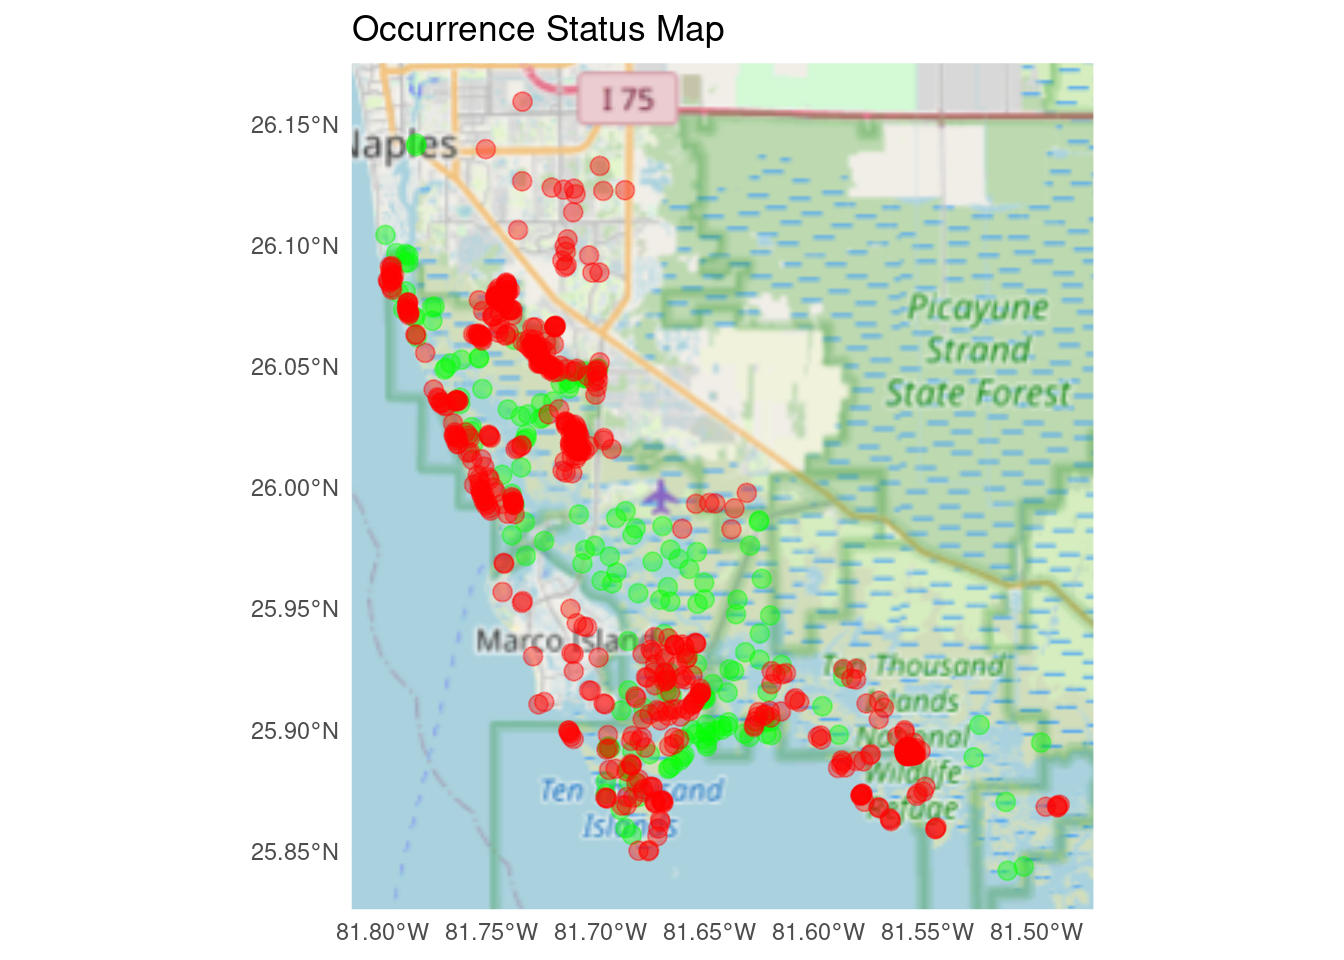 Occurrence Status Map
I 75
26.15°N
Naples
26.10°N
Picayune
Strand
State Forest
26.05°N
26.00°N
25.95°N
Marco Island
Thousand
Islands
25.90°N
National
Wildlife
Refuge
Ten Thousand
Islands
25.85°N
81.80°W 81.75°W 81.70°W 81.65°W 81.60°W 81.55°W 81.50°W